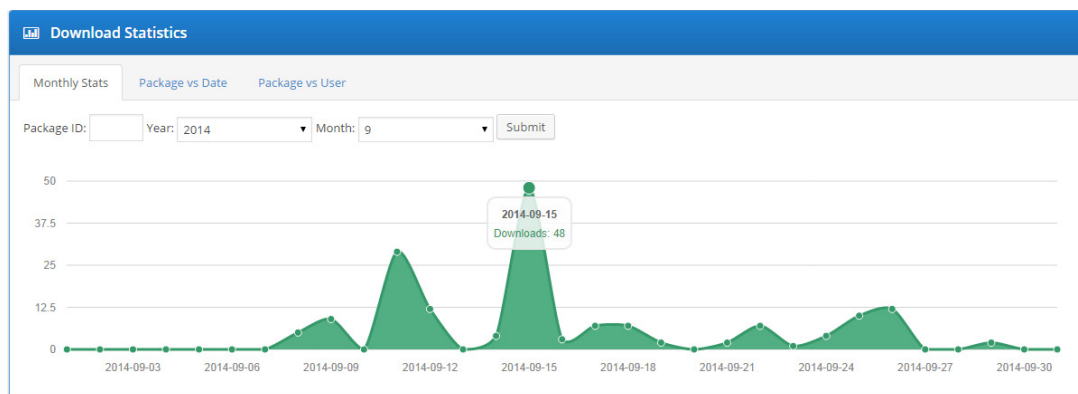 Download Statistics
Monthly Stats Package vs Date Package vs User
Package ID: Year: 2014 Month: 9 Submit
50
2014-09-15
37.5
Downloads: 48
25
12.5
0
2014-09-03 2014-09-06 2014-09-09 2014-09-12 2014-09-15 2014-09-18 2014-09-21 2014-09-24 2014-09-27 2014-09-30